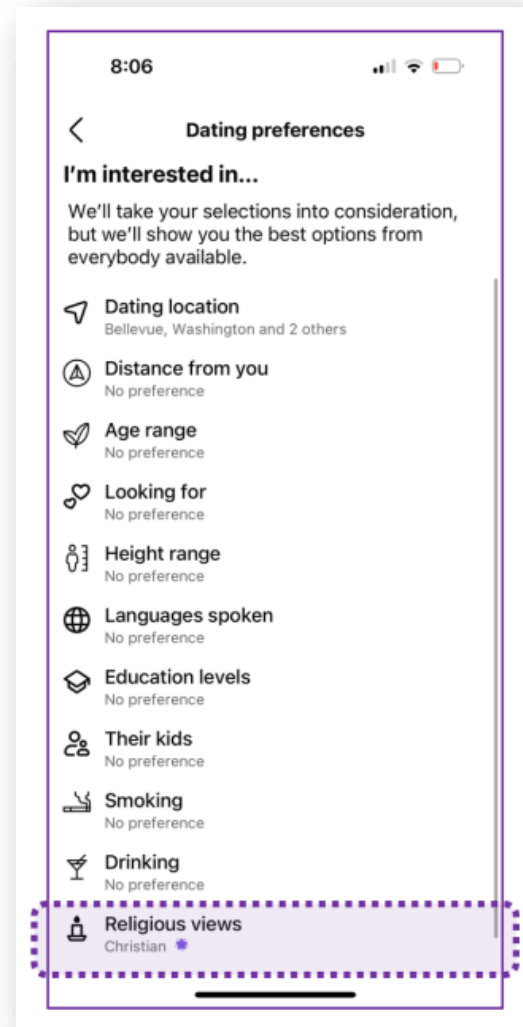 8:06
Dating preferences
I'm interested in...
We'll take your selections into consideration,
but we'll show you the best options from
everybody available.
Dating location
Bellevue, Washington and 2 others
Distance from you
No preference
Age range
No preference
Looking for
No preference
Height range
No preference
Languages spoken
No preference
Education levels
No preference
Their kids
No preference
Smoking
No preference
Drinking
No preference
Religious views
Christian